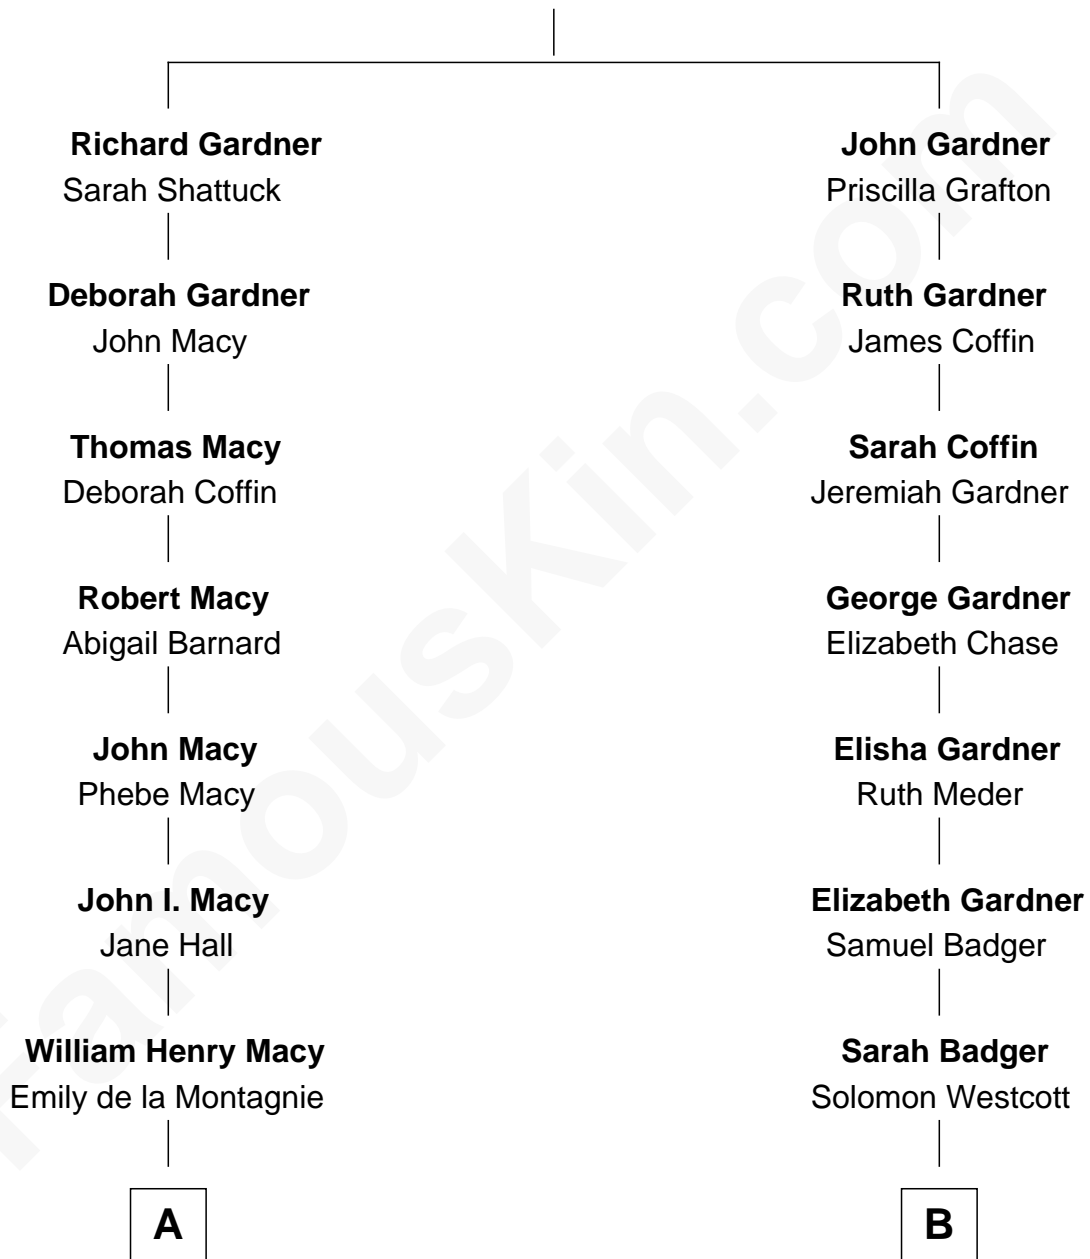 Richard Gardner
Sarah Shattuck
Deborah Gardner
John Macy
Thomas Macy
Deborah Coffin
Robert Macy
Abigail Barnard
John Macy
Phebe Macy
John I. Macy
Jane Hall
William Henry Macy
Emily de la Montagnie
A
John Gardner
Priscilla Grafton
Ruth Gardner
James Coffin
Sarah Coffin
Jeremiah Gardner
George Gardner
Elizabeth Chase
Elisha Gardner
Ruth Meder
Elizabeth Gardner
Samuel Badger
Sarah Badger
Solomon Westcott
B
FamousKin.com